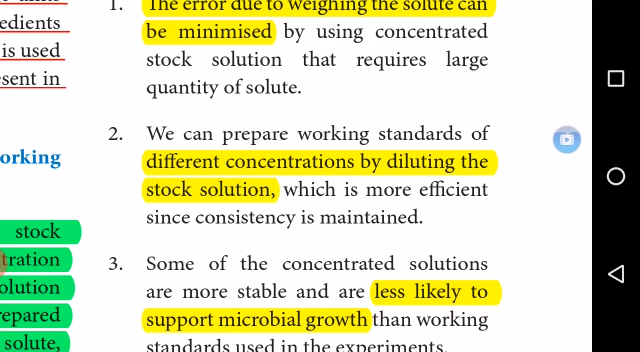 edients
is used
esent in
orking
stock
tration
olution
repared
solute,
1. The error due to weighing the solute can
be minimised by using concentrated
stock solution that requires large
quantity of solute.
2. We can prepare working standards of
different concentrations by diluting the
stock solution, which is more efficient
since consistency is maintained.
3. Some of the concentrated solutions
are more stable and are less likely to
support microbial growth than working
standards used in the experiments.